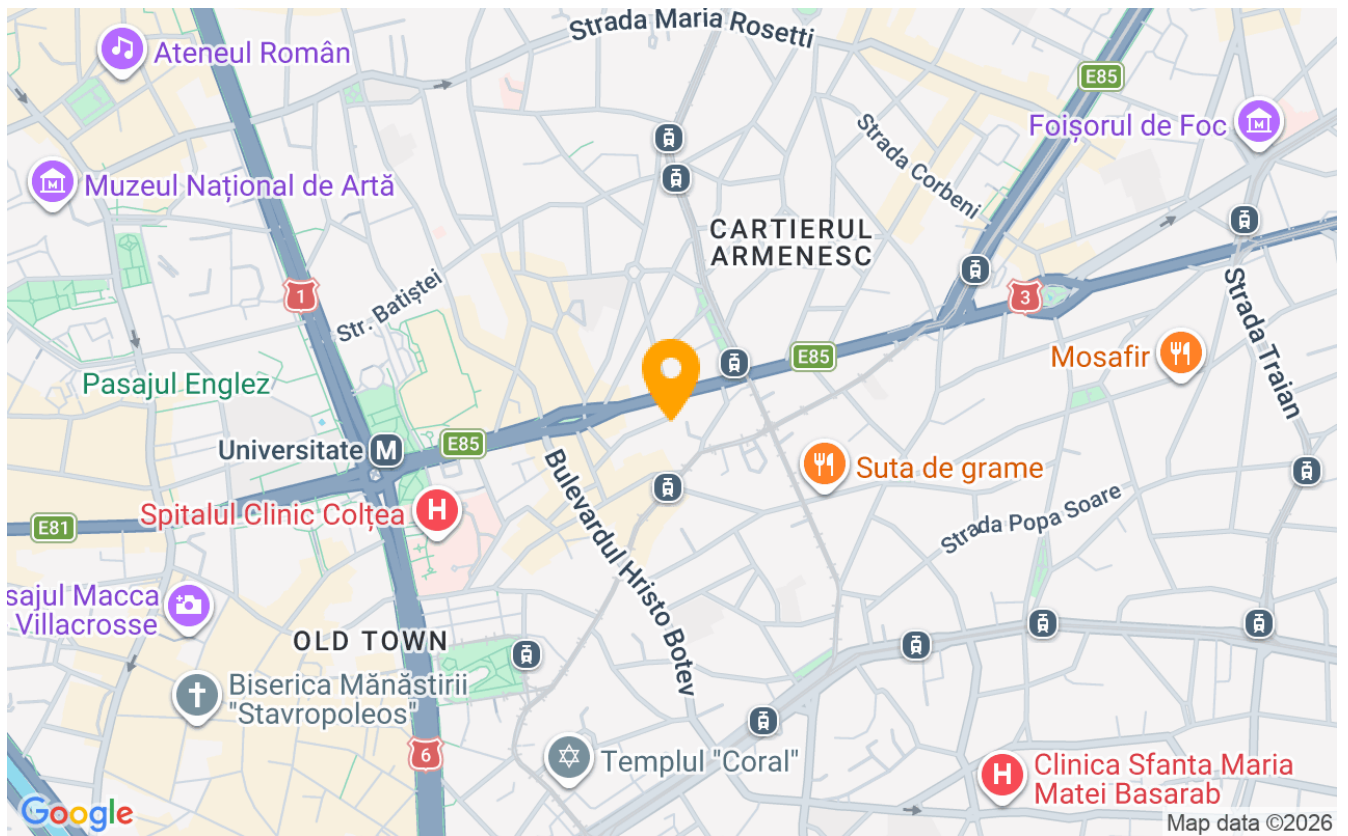 Strada Maria Rosetti
Ateneul Român
E85
Foișorul de Foc
Strada Corbeni
Muzeul Național de Artă
CARTIERUL
ARMENESC
1
3
Str. Batiștei
Strada Traian
E85
Mosafir
Pasajul Englez
Universitate
M
E85
Suta de grame
Bulevardul Hristo Botev
Spitalul Clinic Colțea
H
E81
Strada Popa Soare
sajul Macca
Villacrosse
OLD TOWN
Biserica Mănăstirii
"Stavropoleos"
6
Templul "Coral"
H
Clinica Sfanta Maria
Matei Basarab
Google
Map data ©2026